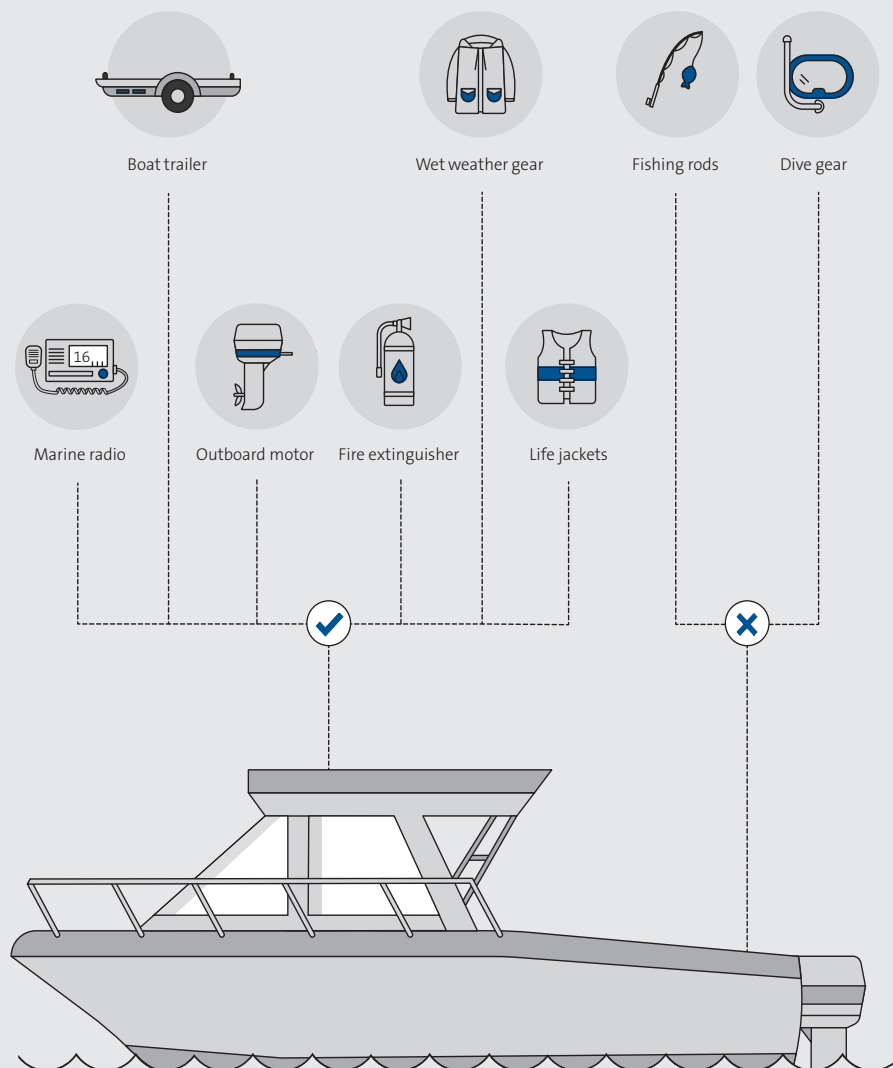 Boat trailer
Wet weather gear
Fishing rods
Dive gear
16
Marine radio
Outboard motor
Fire extinguisher
Life jackets